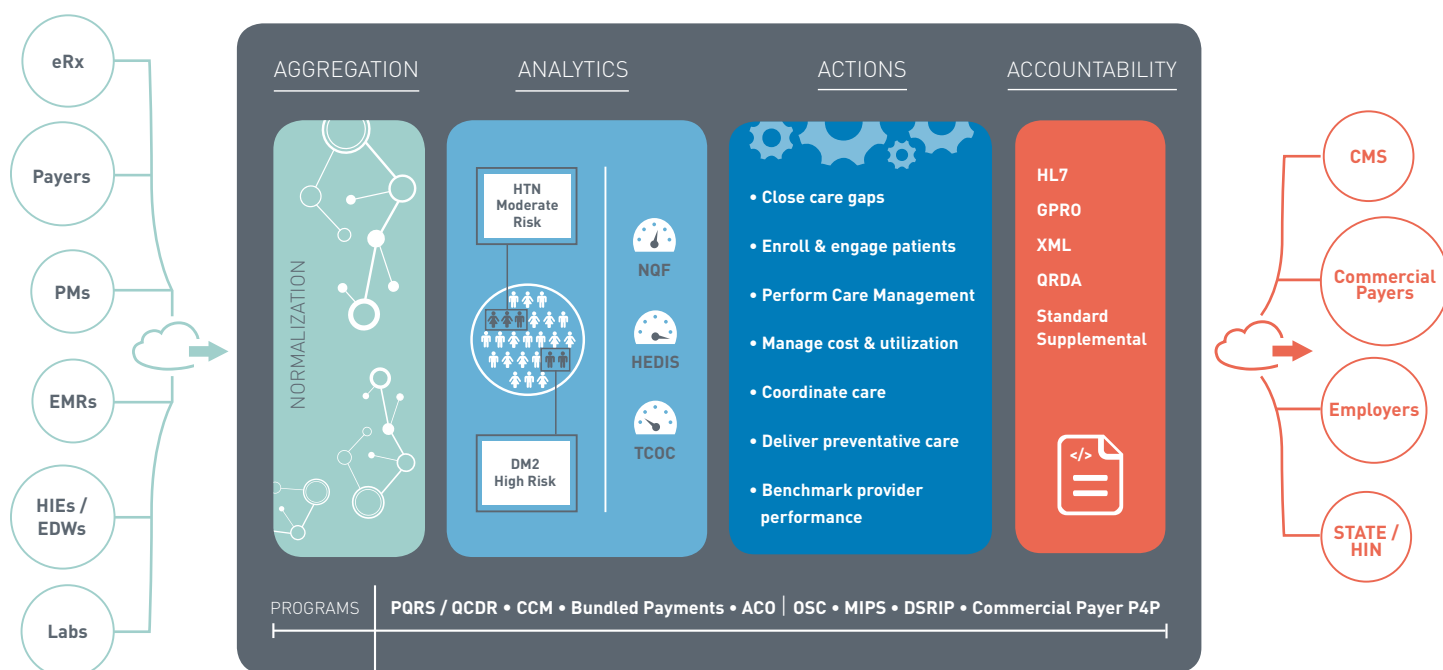 eRx
Payers
PMs
EMRs
HIEs /
EDWs
Labs
AGGREGATION
NORMALIZATION
ANALYTICS
HTN
Moderate
Risk
DM2
High Risk
NQF
HEDIS
TCOC
ACTIONS
• Close care gaps
• Enroll & engage patients
• Perform Care Management
• Manage cost & utilization
• Coordinate care
• Deliver preventative care
• Benchmark provider
performance
ACCOUNTABILITY
HL7
GPRO
XML
QRDA
Standard
Supplemental
</>
PROGRAMS
PQRS / QCDR • CCM • Bundled Payments • ACO | OSC • MIPS • DSRIP • Commercial Payer P4P
CMS
Commercial
Payers
Employers
STATE /
HIN